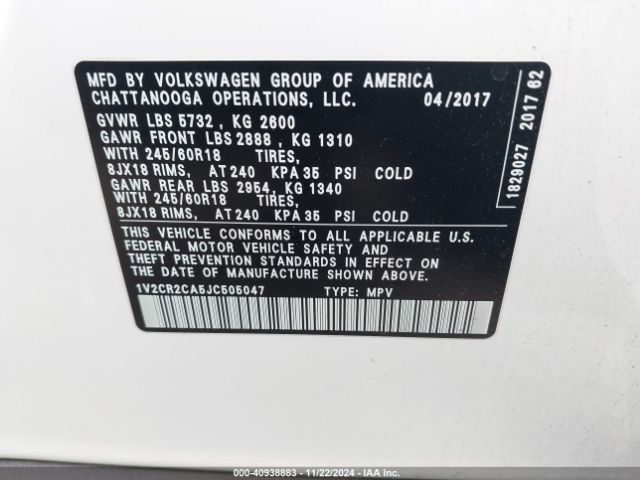 MFD BY VOLKSWAGEN GROUP OF AMERICA
CHATTANOOGA OPERATIONS, LLC. 04/2017
GVWR LBS 5732 , KG 2600
GAWR FRONT LBS 2888 , KG 1310
WITH 245/60R18 TIRES,
8JX18 RIMS, AT 240 KPA 35 PSI COLD
GAWR REAR LBS 2954, KG 1340
WITH 245/60R18 TIRES,
8JX18 RIMS, AT 240 KPA 35 PSI COLD
THIS VEHICLE CONFORMS TO ALL APPLICABLE U.S.
FEDERAL MOTOR VEHICLE SAFETY AND
THEFT PREVENTION STANDARDS IN EFFECT ON
THE DATE OF MANUFACTURE SHOWN ABOVE.
1V2CR2CA5JC505047 TYPE: MPV
1829027 2017 62
(STOCK) - 40938883 - 11/22/2024 - IAA Inc.